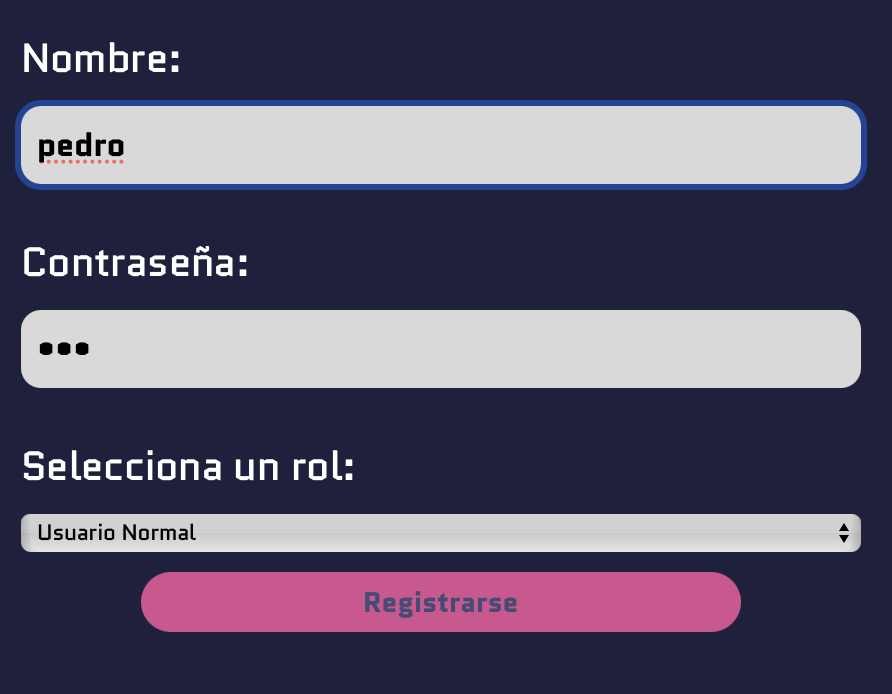 Nombre:
pedro
Contraseña:
•••
Selecciona un rol:
Usuario Normal
Registrarse